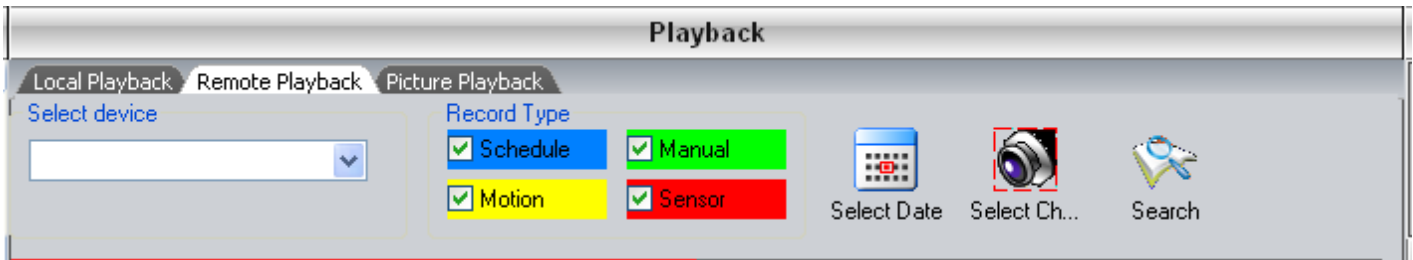 Playback
Local Playback Remote Playback Picture Playback
Select device
Record Type
Schedule Manual
Motion Sensor
Select Date Select Ch... Search